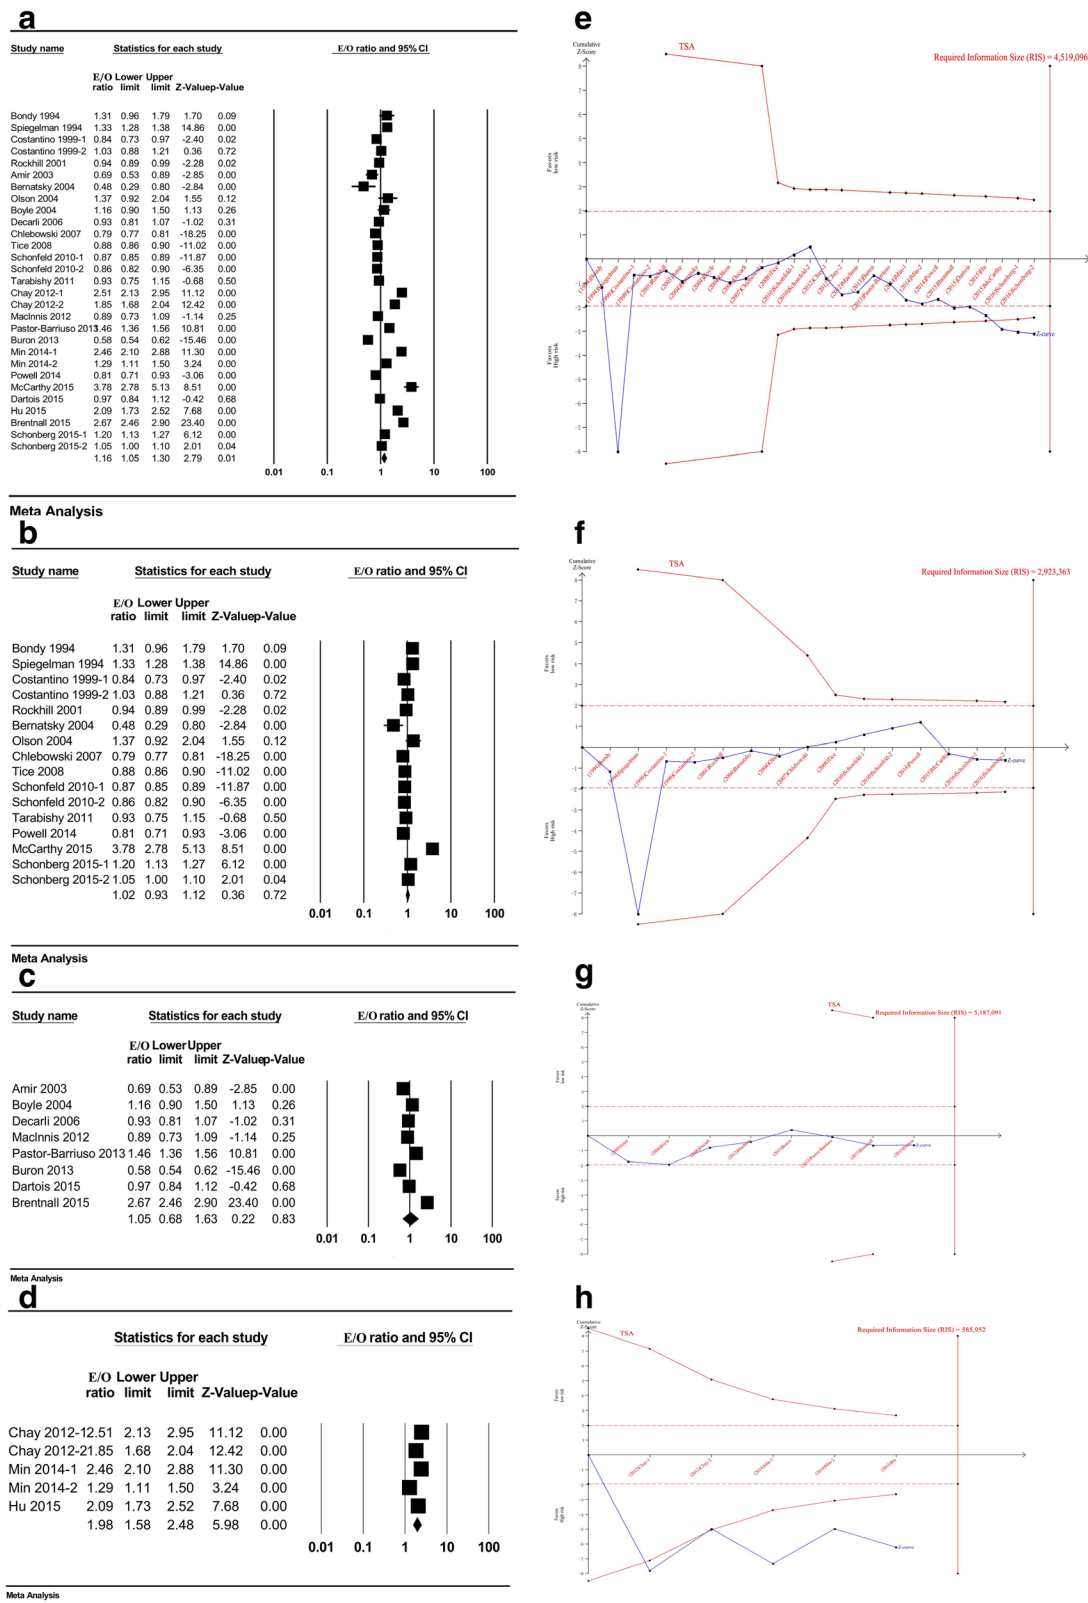 a
Study name Statistics for each study E/O ratio and 95% CI
E/O Lower Upper
ratio limit limit Z-Value p-Value
Bondy 1994 1.31 0.96 1.79 1.70 0.09
Spiegelman 1994 1.33 1.28 1.38 14.86 0.00
Costantino 1999-1 0.84 0.73 0.97 -2.40 0.02
Costantino 1999-2 1.03 0.88 1.21 0.36 0.72
Rockhill 2001 0.94 0.89 0.99 -2.28 0.02
Amir 2003 0.69 0.53 0.89 -2.85 0.00
Bernatsky 2004 0.48 0.29 0.80 -2.84 0.00
Olson 2004 1.37 0.92 2.04 1.55 0.12
Boyle 2004 1.16 0.90 1.50 1.13 0.26
Decarli 2006 0.93 0.81 1.07 -1.02 0.31
Chlebowski 2007 0.79 0.77 0.81 -18.25 0.00
Tice 2008 0.88 0.86 0.90 -11.02 0.00
Schonfeld 2010-1 0.87 0.85 0.89 -11.87 0.00
Schonfeld 2010-2 0.86 0.82 0.90 -6.35 0.00
Tarabishy 2011 0.93 0.75 1.15 -0.68 0.50
Chay 2012-1 2.51 2.13 2.95 11.12 0.00
Chay 2012-2 1.85 1.68 2.04 12.42 0.00
MacInnis 2012 0.89 0.73 1.09 -1.14 0.25
Pastor-Barriuso 2013 1.46 1.36 1.56 10.81 0.00
Buron 2013 0.58 0.54 0.62 -15.46 0.00
Min 2014-1 2.46 2.10 2.88 11.30 0.00
Min 2014-2 1.29 1.11 1.50 3.24 0.00
Powell 2014 0.81 0.71 0.93 -3.06 0.00
McCarthy 2015 3.78 2.78 5.13 8.51 0.00
Dartois 2015 0.97 0.84 1.12 -0.42 0.68
Hu 2015 2.09 1.73 2.52 7.68 0.00
Brentnall 2015 2.67 2.46 2.90 23.40 0.00
Schonberg 2015-1 1.20 1.13 1.27 6.12 0.00
Schonberg 2015-2 1.05 1.00 1.10 2.01 0.04
1.16 1.05 1.30 2.79 0.01
0.01 0.1 1 10 100
Meta Analysis
e
Cumulative
Z-Score
TSA
Required Information Size (RIS) = 4,519,096
Favors
low risk
Favors
High risk
Z-curve
b
Study name Statistics for each study E/O ratio and 95% CI
E/O Lower Upper
ratio limit limit Z-Value p-Value
Bondy 1994 1.31 0.96 1.79 1.70 0.09
Spiegelman 1994 1.33 1.28 1.38 14.86 0.00
Costantino 1999-1 0.84 0.73 0.97 -2.40 0.02
Costantino 1999-2 1.03 0.88 1.21 0.36 0.72
Rockhill 2001 0.94 0.89 0.99 -2.28 0.02
Bernatsky 2004 0.48 0.29 0.80 -2.84 0.00
Olson 2004 1.37 0.92 2.04 1.55 0.12
Chlebowski 2007 0.79 0.77 0.81 -18.25 0.00
Tice 2008 0.88 0.86 0.90 -11.02 0.00
Schonfeld 2010-1 0.87 0.85 0.89 -11.87 0.00
Schonfeld 2010-2 0.86 0.82 0.90 -6.35 0.00
Tarabishy 2011 0.93 0.75 1.15 -0.68 0.50
Powell 2014 0.81 0.71 0.93 -3.06 0.00
McCarthy 2015 3.78 2.78 5.13 8.51 0.00
Schonberg 2015-1 1.20 1.13 1.27 6.12 0.00
Schonberg 2015-2 1.05 1.00 1.10 2.01 0.04
1.02 0.93 1.12 0.36 0.72
0.01 0.1 1 10 100
Meta Analysis
f
Cumulative
Z-Score
TSA
Required Information Size (RIS) = 2,923,363
Favors
low risk
Favors
High risk
Z-curve
c
Study name Statistics for each study E/O ratio and 95% CI
E/O Lower Upper
ratio limit limit Z-Value p-Value
Amir 2003 0.69 0.53 0.89 -2.85 0.00
Boyle 2004 1.16 0.90 1.50 1.13 0.26
Decarli 2006 0.93 0.81 1.07 -1.02 0.31
MacInnis 2012 0.89 0.73 1.09 -1.14 0.25
Pastor-Barriuso 2013 1.46 1.36 1.56 10.81 0.00
Buron 2013 0.58 0.54 0.62 -15.46 0.00
Dartois 2015 0.97 0.84 1.12 -0.42 0.68
Brentnall 2015 2.67 2.46 2.90 23.40 0.00
1.05 0.68 1.63 0.22 0.83
0.01 0.1 1 10 100
Meta Analysis
g
Cumulative
Z-Score
TSA
Required Information Size (RIS) = 5,187,091
Favors
low risk
Favors
High risk
Z-curve
d
Statistics for each study E/O ratio and 95% CI
E/O Lower Upper
ratio limit limit Z-Value p-Value
Chay 2012-1 2.51 2.13 2.95 11.12 0.00
Chay 2012-2 1.85 1.68 2.04 12.42 0.00
Min 2014-1 2.46 2.10 2.88 11.30 0.00
Min 2014-2 1.29 1.11 1.50 3.24 0.00
Hu 2015 2.09 1.73 2.52 7.68 0.00
1.98 1.58 2.48 5.98 0.00
0.01 0.1 1 10 100
Meta Analysis
h
Cumulative
Z-Score
TSA
Required Information Size (RIS) = 585,952
Favors
low risk
Favors
High risk
Z-curve